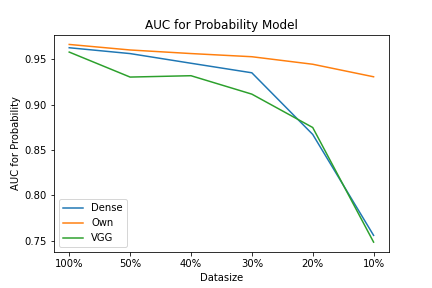 AUC for Probability Model
AUC for Probability
0.95
0.90
0.85
0.80
0.75
Dense
Own
VGG
100% 50% 40% 30% 20% 10%
Datasize